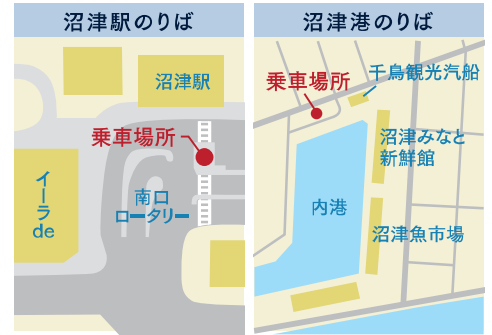 沼津駅のりば
沼津駅
乗車場所
イーラde
南口
ロータリー
沼津港のりば
千鳥観光汽船
乗車場所
沼津みなと
新鮮館
内港
沼津魚市場